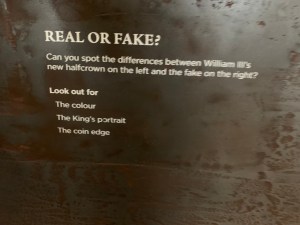 REAL OR FAKE?
Can you spot the differences between William III's
new halfcrown on the left and the fake on the right?
Look out for
The colour
The King's portrait
The coin edge